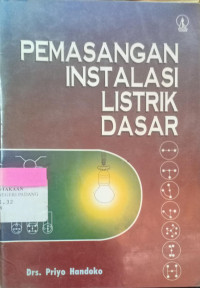 PEMASANGAN
INSTALASI
LISTRIK
DASAR
Drs. Priyo Handoko